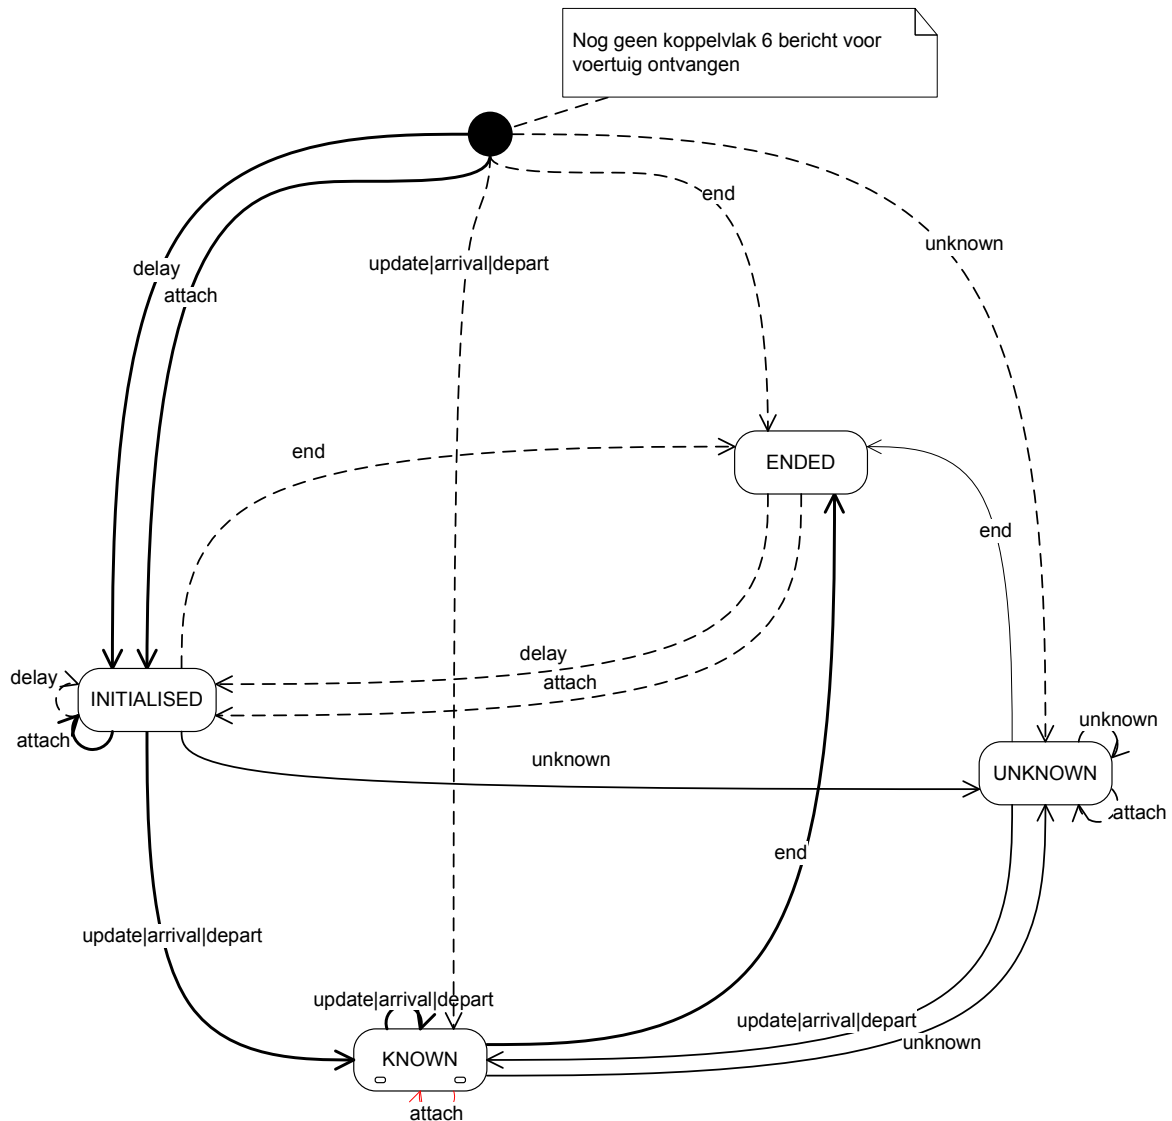 Nog geen koppelvlak 6 bericht voor
voertuig ontvangen
end
unknown
update|arrival|depart
delay
attach
end
ENDED
end
delay
attach
delay
INITIALISED
attach
unknown
unknown
UNKNOWN
attach
end
update|arrival|depart
update|arrival|depart
update|arrival|depart
unknown
KNOWN
attach